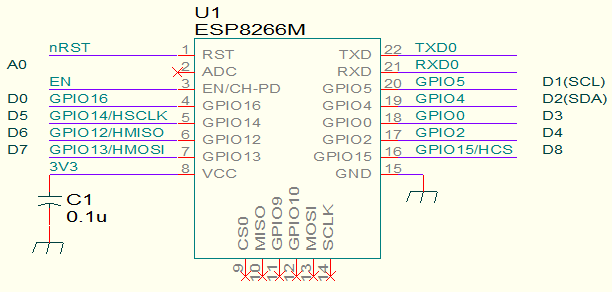 U1
ESP8266M
nRST 1 RST TXD 22 TXD0
A0 2 ADC RXD 21 RXD0
EN 3 EN/CH-PD GPIO5 20 GPIO5 D1(SCL)
D0 GPIO16 4 GPIO16 GPIO4 19 GPIO4 D2(SDA)
D5 GPIO14/HSCLK 5 GPIO14 GPIO0 18 GPIO0 D3
D6 GPIO12/HMISO 6 GPIO12 GPIO2 17 GPIO2 D4
D7 GPIO13/HMOSI 7 GPIO13 GPIO15 16 GPIO15/HCS D8
3V3 8 VCC GND 15
C1
0.1u
CS0 MISO GPIO9 GPIO10 MOSI SCLK
9 10 11 12 13 14